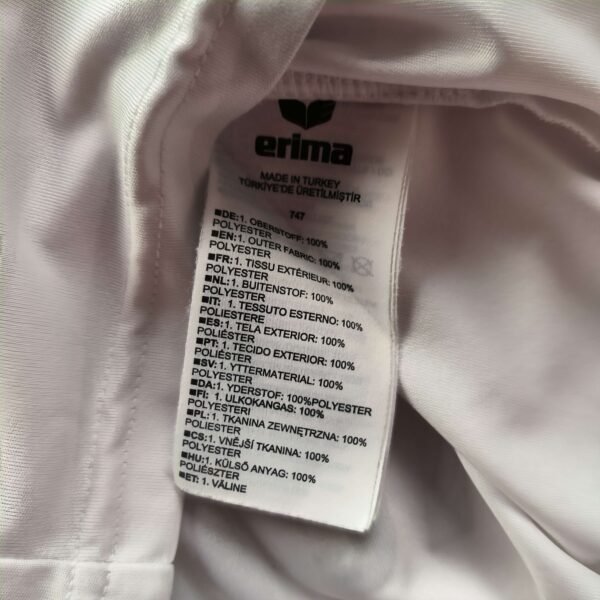 erima
MADE IN TURKEY
TÜRKİYE'DE ÜRETİLMİŞTİR
747
■DE:1. OBERSTOFF: 100%
POLYESTER
■EN:1. OUTER FABRIC: 100%
POLYESTER
■FR:1. TISSU EXTÉRIEUR: 100%
POLYESTER
■NL:1. BUITENSTOF: 100%
POLYESTER
■IT: 1. TESSUTO ESTERNO: 100%
POLIESTERE
■ES:1. TELA EXTERIOR: 100%
POLIÉSTER
■PT:1. TECIDO EXTERIOR: 100%
POLIÉSTER
■SV:1. YTTERMATERIAL: 100%
POLYESTER
■DA:1. YDERSTOF: 100%POLYESTER
■FI: 1. ULKOKANGAS: 100%
POLYESTERI
■PL:1. TKANINA ZEWNĘTRZNA: 100%
POLIESTER
■CS:1. VNĚJŠÍ TKANINA: 100%
POLYESTER
■HU:1. KÜLSŐ ANYAG: 100%
POLIÉSZTER
■ET: 1. VÄLINE